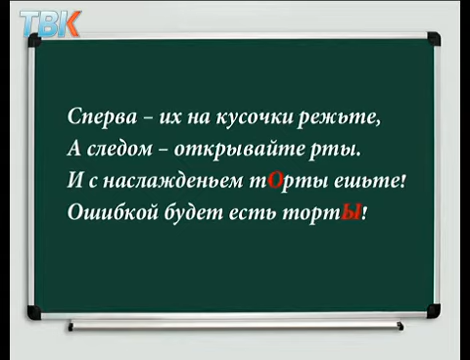 ТВК
Сперва – их на кусочки режьте,
А следом – открывайте рты.
И с наслажденьем тОрты ешьте!
Ошибкой будет есть тортЫ!